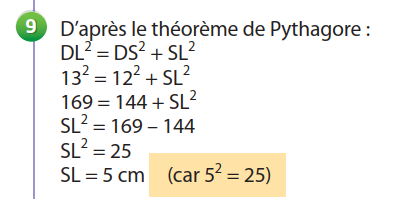 9 D'après le théorème de Pythagore :
DL² = DS² + SL²
13² = 12² + SL²
169 = 144 + SL²
SL² = 169 – 144
SL² = 25
SL = 5 cm (car 5² = 25)